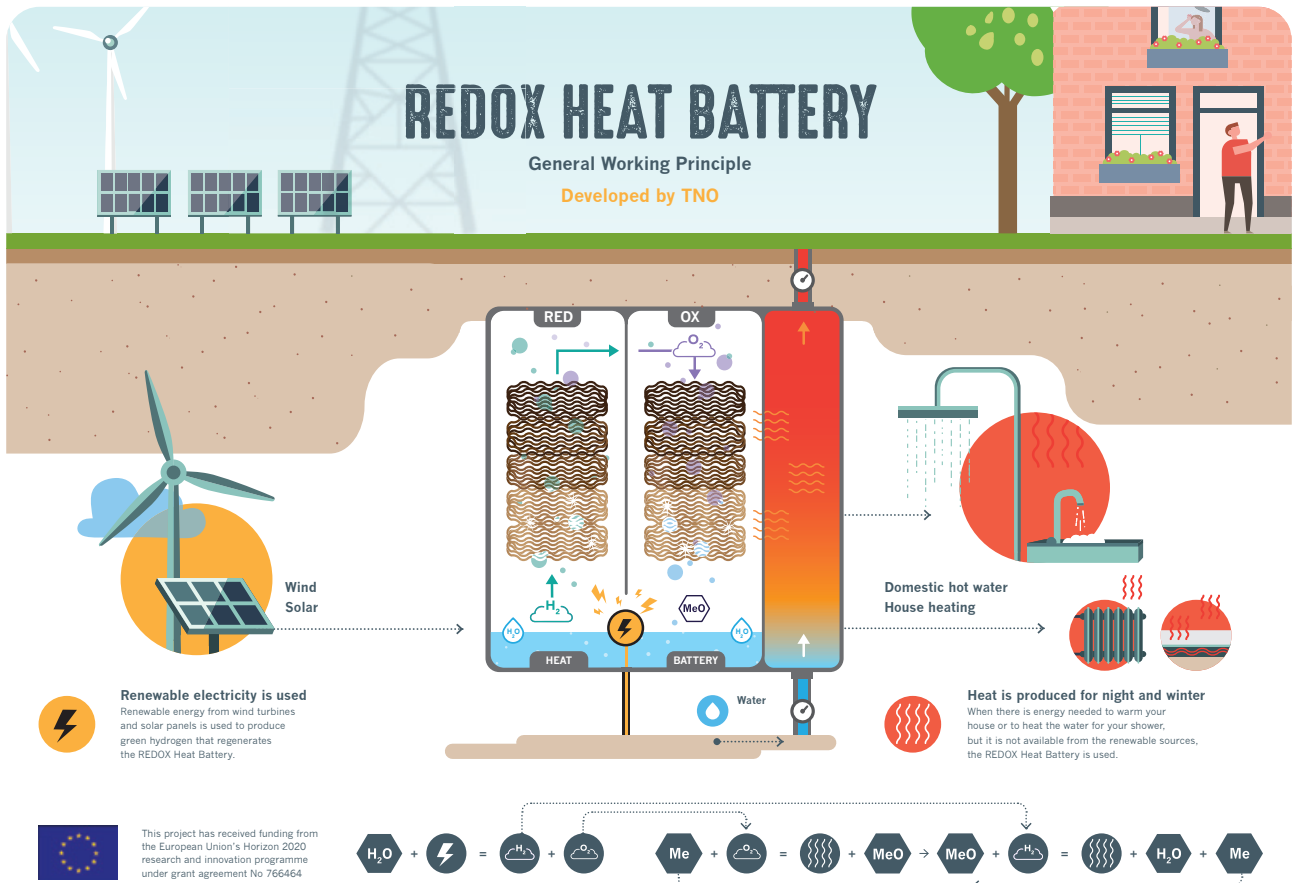 REDOX HEAT BATTERY
General Working Principle
Developed by TNO
RED
OX
O2
H2
MeO
H2O
H2O
HEAT
BATTERY
Wind
Solar
Domestic hot water
House heating
Renewable electricity is used
Renewable energy from wind turbines
and solar panels is used to produce
green hydrogen that regenerates
the REDOX Heat Battery.
Water
Heat is produced for night and winter
When there is energy needed to warm your
house or to heat the water for your shower,
but it is not available from the renewable sources,
the REDOX Heat Battery is used.
This project has received funding from
the European Union's Horizon 2020
research and innovation programme
under grant agreement No 766464
H2O + = H2 + O2
Me + O2 = + MeO → MeO + H2 = + H2O + Me